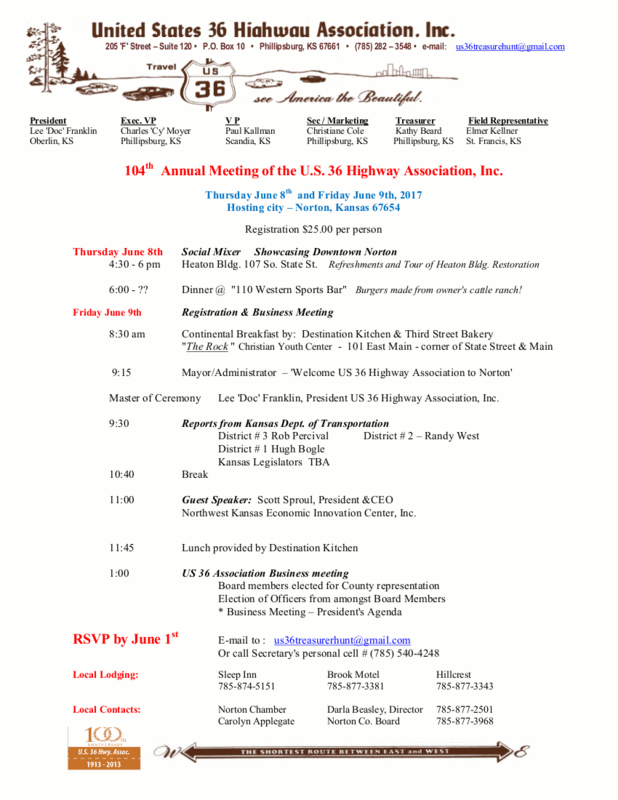 United States 36 Highway Association, Inc.
205 'F' Street – Suite 120 • P.O. Box 10 • Phillipsburg, KS 67661 • (785) 282 – 3548 • e-mail: us36treasurehunt@gmail.com
Travel
US
36
see America the Beautiful.
President Exec. VP V P Sec / Marketing Treasurer Field Representative
Lee 'Doc' Franklin Charles 'Cy' Moyer Paul Kallman Christiane Cole Kathy Beard Elmer Kellner
Oberlin, KS Phillipsburg, KS Scandia, KS Phillipsburg, KS Phillipsburg, KS St. Francis, KS
104th Annual Meeting of the U.S. 36 Highway Association, Inc.
Thursday June 8th and Friday June 9th, 2017
Hosting city – Norton, Kansas 67654
Registration $25.00 per person
Thursday June 8th Social Mixer Showcasing Downtown Norton
4:30 - 6 pm Heaton Bldg. 107 So. State St. Refreshments and Tour of Heaton Bldg. Restoration
6:00 - ?? Dinner @ "110 Western Sports Bar" Burgers made from owner's cattle ranch!
Friday June 9th Registration & Business Meeting
8:30 am Continental Breakfast by: Destination Kitchen & Third Street Bakery
"The Rock " Christian Youth Center - 101 East Main - corner of State Street & Main
9:15 Mayor/Administrator – 'Welcome US 36 Highway Association to Norton'
Master of Ceremony Lee 'Doc' Franklin, President US 36 Highway Association, Inc.
9:30 Reports from Kansas Dept. of Transportation
District # 3 Rob Percival District # 2 – Randy West
District # 1 Hugh Bogle
Kansas Legislators TBA
10:40 Break
11:00 Guest Speaker: Scott Sproul, President &CEO
Northwest Kansas Economic Innovation Center, Inc.
11:45 Lunch provided by Destination Kitchen
1:00 US 36 Association Business meeting
Board members elected for County representation
Election of Officers from amongst Board Members
* Business Meeting – President's Agenda
RSVP by June 1st E-mail to : us36treasurerhunt@gmail.com
Or call Secretary's personal cell # (785) 540-4248
Local Lodging: Sleep Inn Brook Motel Hillcrest
785-874-5151 785-877-3381 785-877-3343
Local Contacts: Norton Chamber Darla Beasley, Director 785-877-2501
Carolyn Applegate Norton Co. Board 785-877-3968
100TH
ANNIVERSARY
U.S. 36 Hwy. Assoc.
1913 - 2013
W THE SHORTEST ROUTE BETWEEN EAST and WEST E